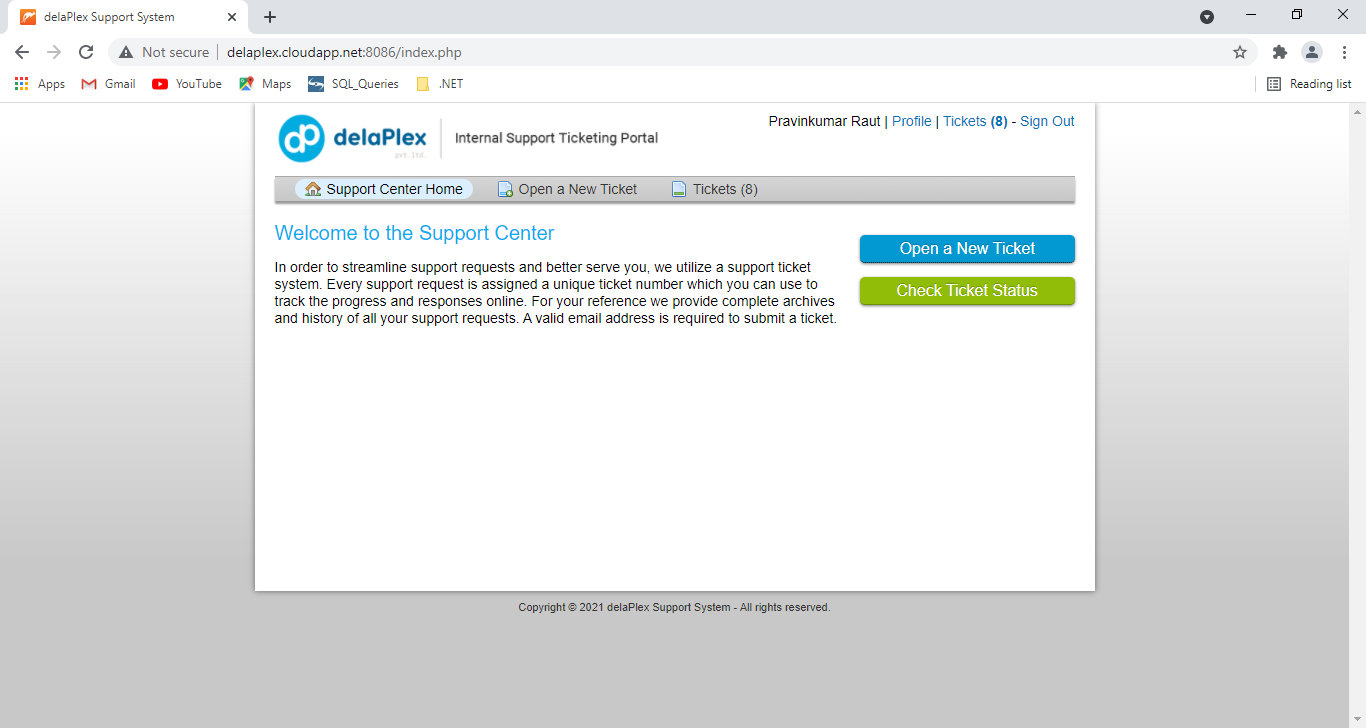 delaPlex Support System
Not secure
delaplex.cloudapp.net:8086/index.php
Apps
Gmail
YouTube
Maps
SQL_Queries
.NET
Reading list
dp delaPlex
pvt.ltd.
Internal Support Ticketing Portal
Pravinkumar Raut | Profile | Tickets (8) - Sign Out
Support Center Home
Open a New Ticket
Tickets (8)
Welcome to the Support Center
In order to streamline support requests and better serve you, we utilize a support ticket
system. Every support request is assigned a unique ticket number which you can use to
track the progress and responses online. For your reference we provide complete archives
and history of all your support requests. A valid email address is required to submit a ticket.
Open a New Ticket
Check Ticket Status
Copyright © 2021 delaPlex Support System - All rights reserved.